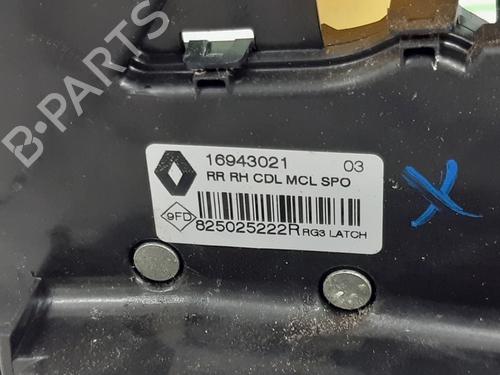 B-PARTS
16943021 03
RR RH CDL MCL SPO
9FD
825025222R RG3 LATCH
X